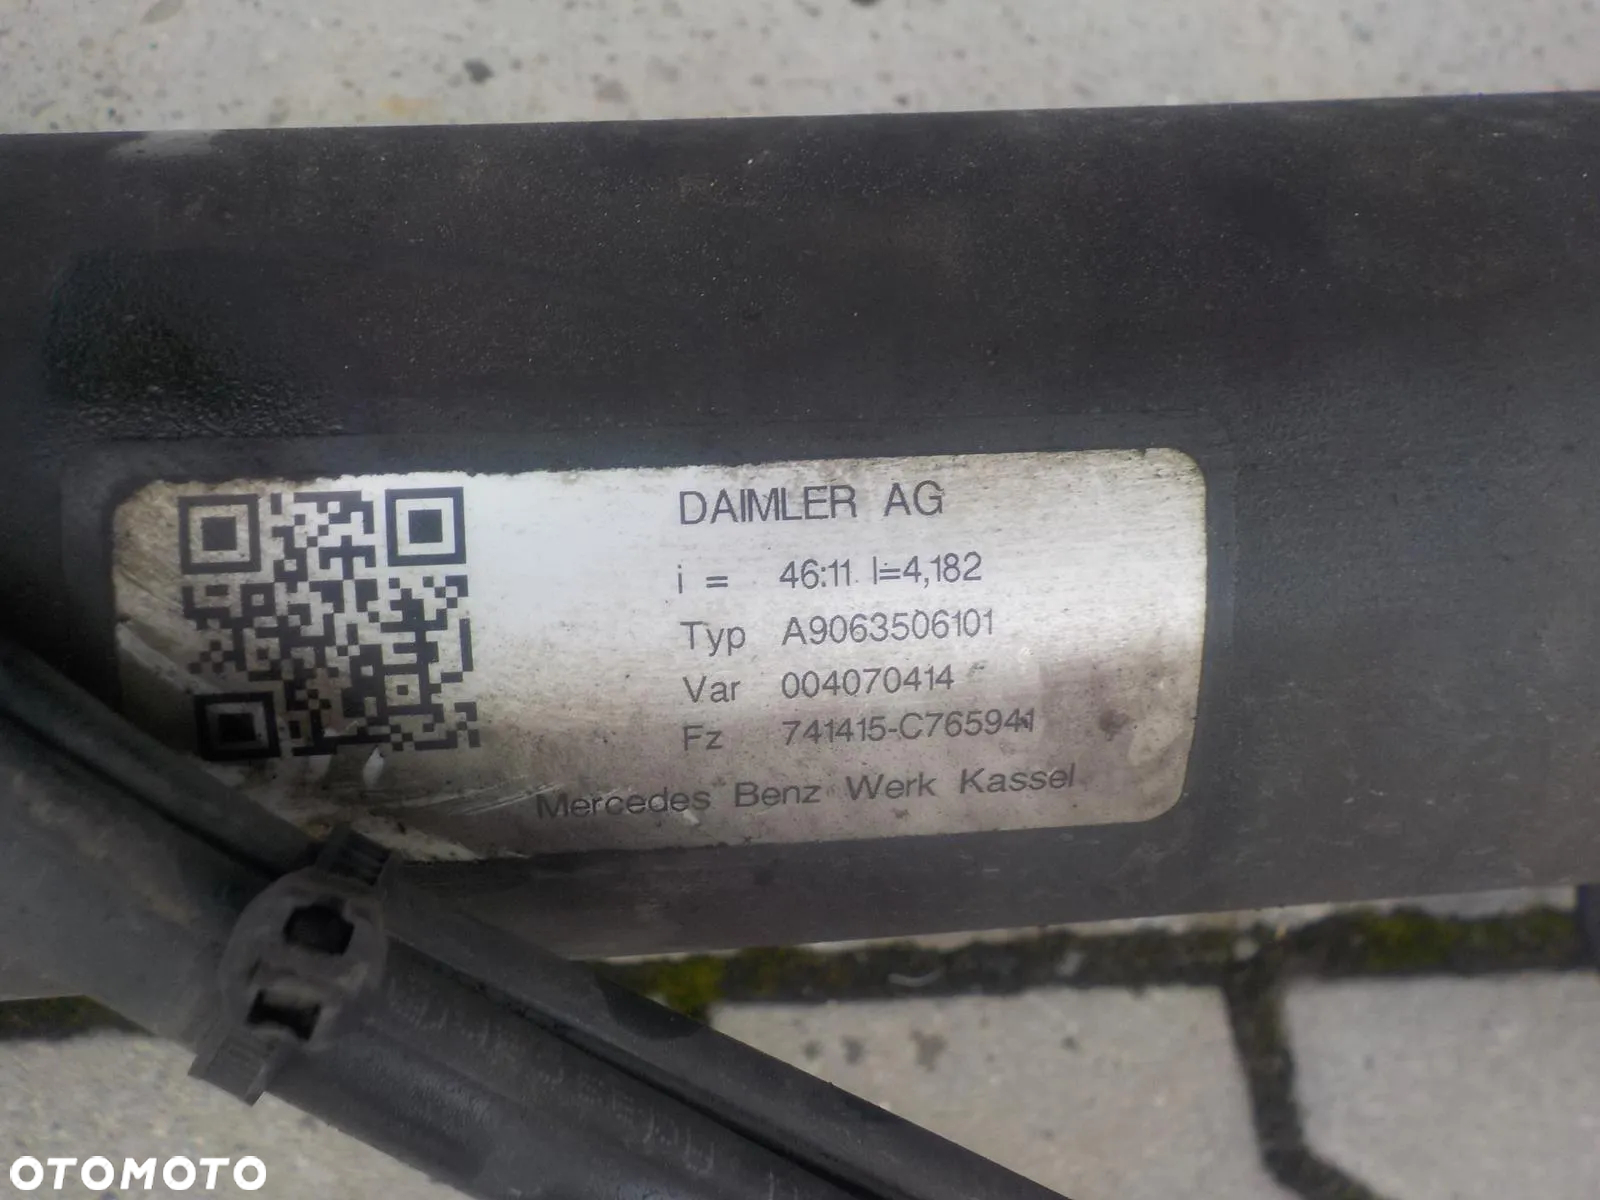 DAIMLER AG
i = 46:11 I=4,182
Typ A9063506101
Var 004070414
Fz 741415-C765941
Mercedes Benz Werk Kassel
OTOMOTO